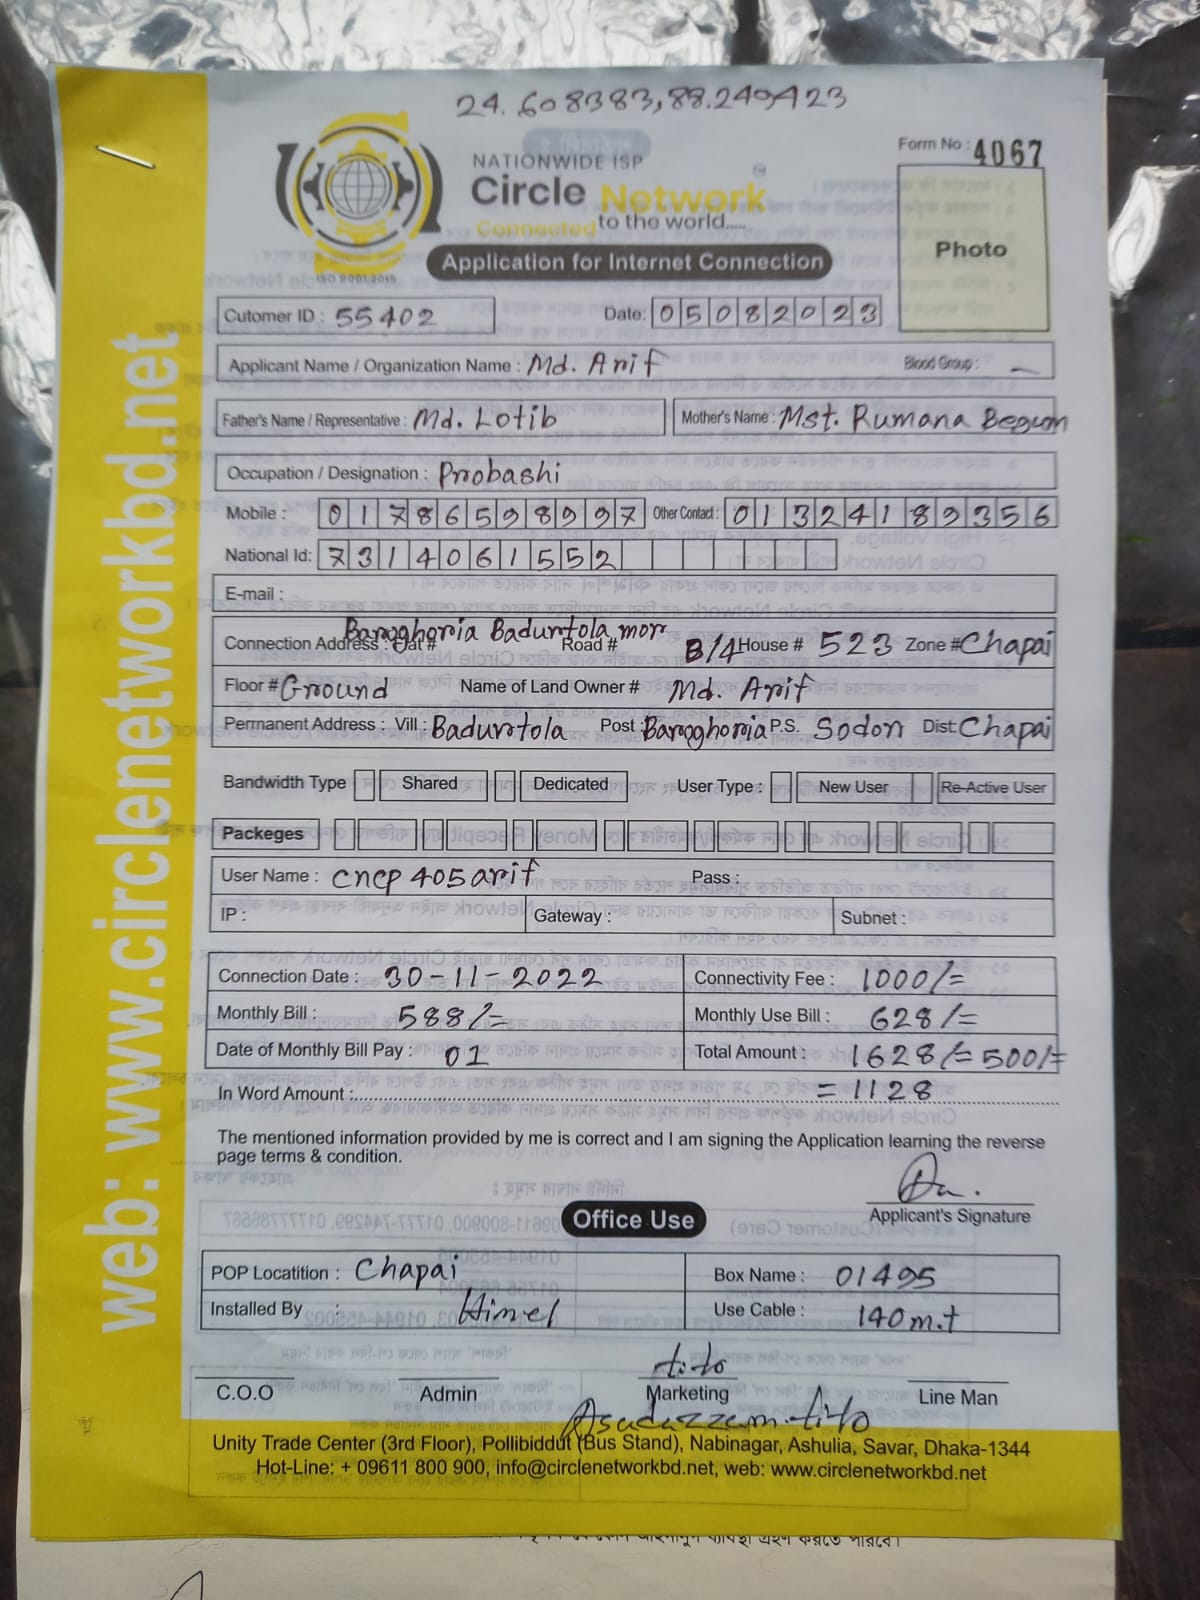 24.608383,88.249423
Form No : 4067
NATIONWIDE ISP
Circle Network
Connected to the world.....
ISO 9001:2015
Photo
Application for Internet Connection
Cutomer ID : 55402 Date: 05082023
Applicant Name / Organization Name : Md. Arif Blood Group : —
Father's Name / Representative : Md. Lotib Mother's Name : Mst. Rumana Begum
Occupation / Designation : Probashi
Mobile : 01786598997 Other Contact : 01324189356
National Id: 7314061552
E-mail :
Baroghoria Badurtola mor
Connection Address : Flat # Road # B/4 House # 523 Zone # Chapai
Floor # Ground Name of Land Owner # Md. Arif
Permanent Address : Vill : Badurtola Post : Baroghoria P.S. Sodor Dist: Chapai
Bandwidth Type Shared Dedicated User Type : New User Re-Active User
Packeges
User Name : cncp405arif Pass :
IP : Gateway : Subnet :
Connection Date : 30-11-2022 Connectivity Fee : 1000/=
Monthly Bill : 588/= Monthly Use Bill : 628/=
Date of Monthly Bill Pay : 01 Total Amount : 1628/= 500/=
In Word Amount :.......... = 1128
The mentioned information provided by me is correct and I am signing the Application learning the reverse
page terms & condition.
Applicant's Signature
Office Use
POP Locatition : Chapai Box Name : 01495
Installed By : Himel Use Cable : 140m.t
tito
C.O.O Admin Marketing Line Man
Asaduzzaman tito
Unity Trade Center (3rd Floor), Pollibiddut (Bus Stand), Nabinagar, Ashulia, Savar, Dhaka-1344
Hot-Line: + 09611 800 900, info@circlenetworkbd.net, web: www.circlenetworkbd.net
web: www.circlenetworkbd.net